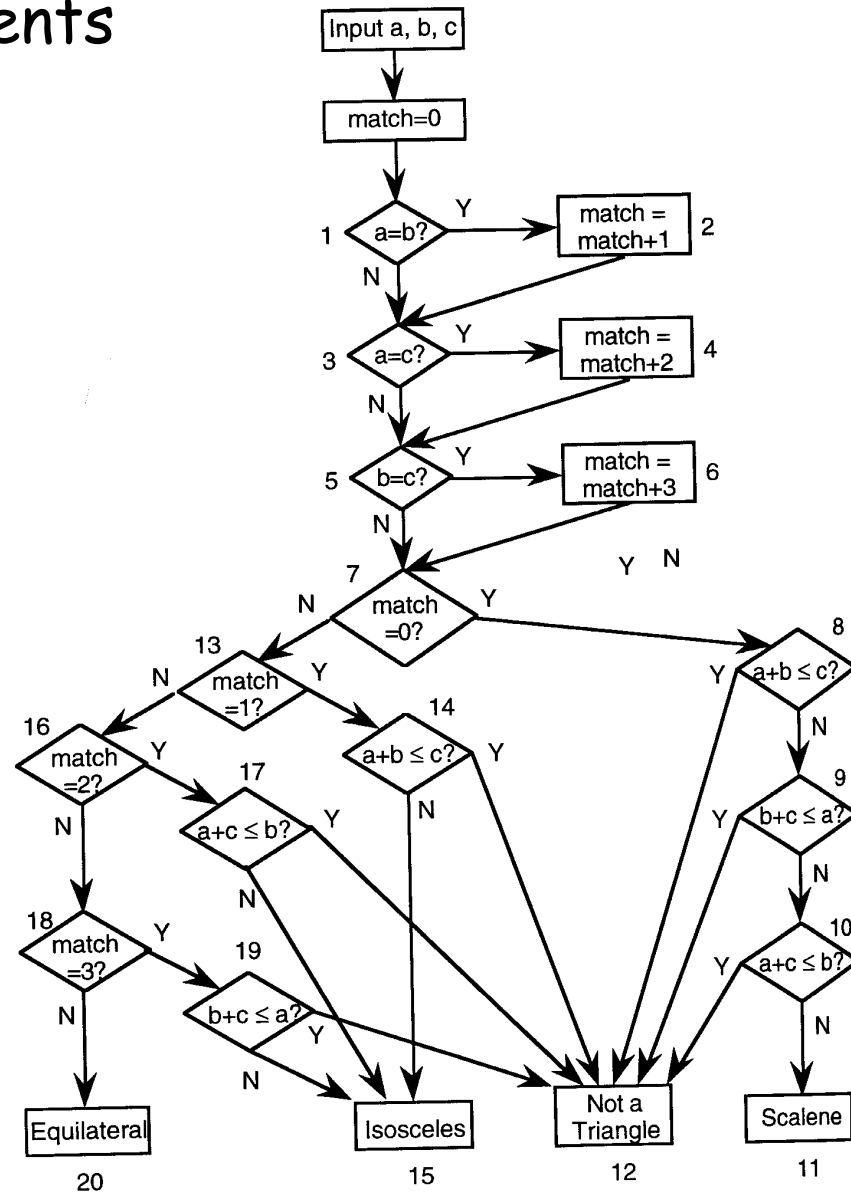 ents
Input a, b, c
match=0
1
a=b?
Y
match =
match+1
2
N
3
a=c?
Y
match =
match+2
4
N
5
b=c?
Y
match =
match+3
6
N
Y N
7
match
=0?
N
Y
8
a+b ≤ c?
Y
N
13
match
=1?
N
Y
14
a+b ≤ c?
Y
N
9
b+c ≤ a?
Y
N
16
match
=2?
Y
N
17
a+c ≤ b?
Y
N
10
a+c ≤ b?
Y
N
18
match
=3?
Y
N
19
b+c ≤ a?
Y
N
Equilateral
20
Isosceles
15
Not a
Triangle
12
Scalene
11